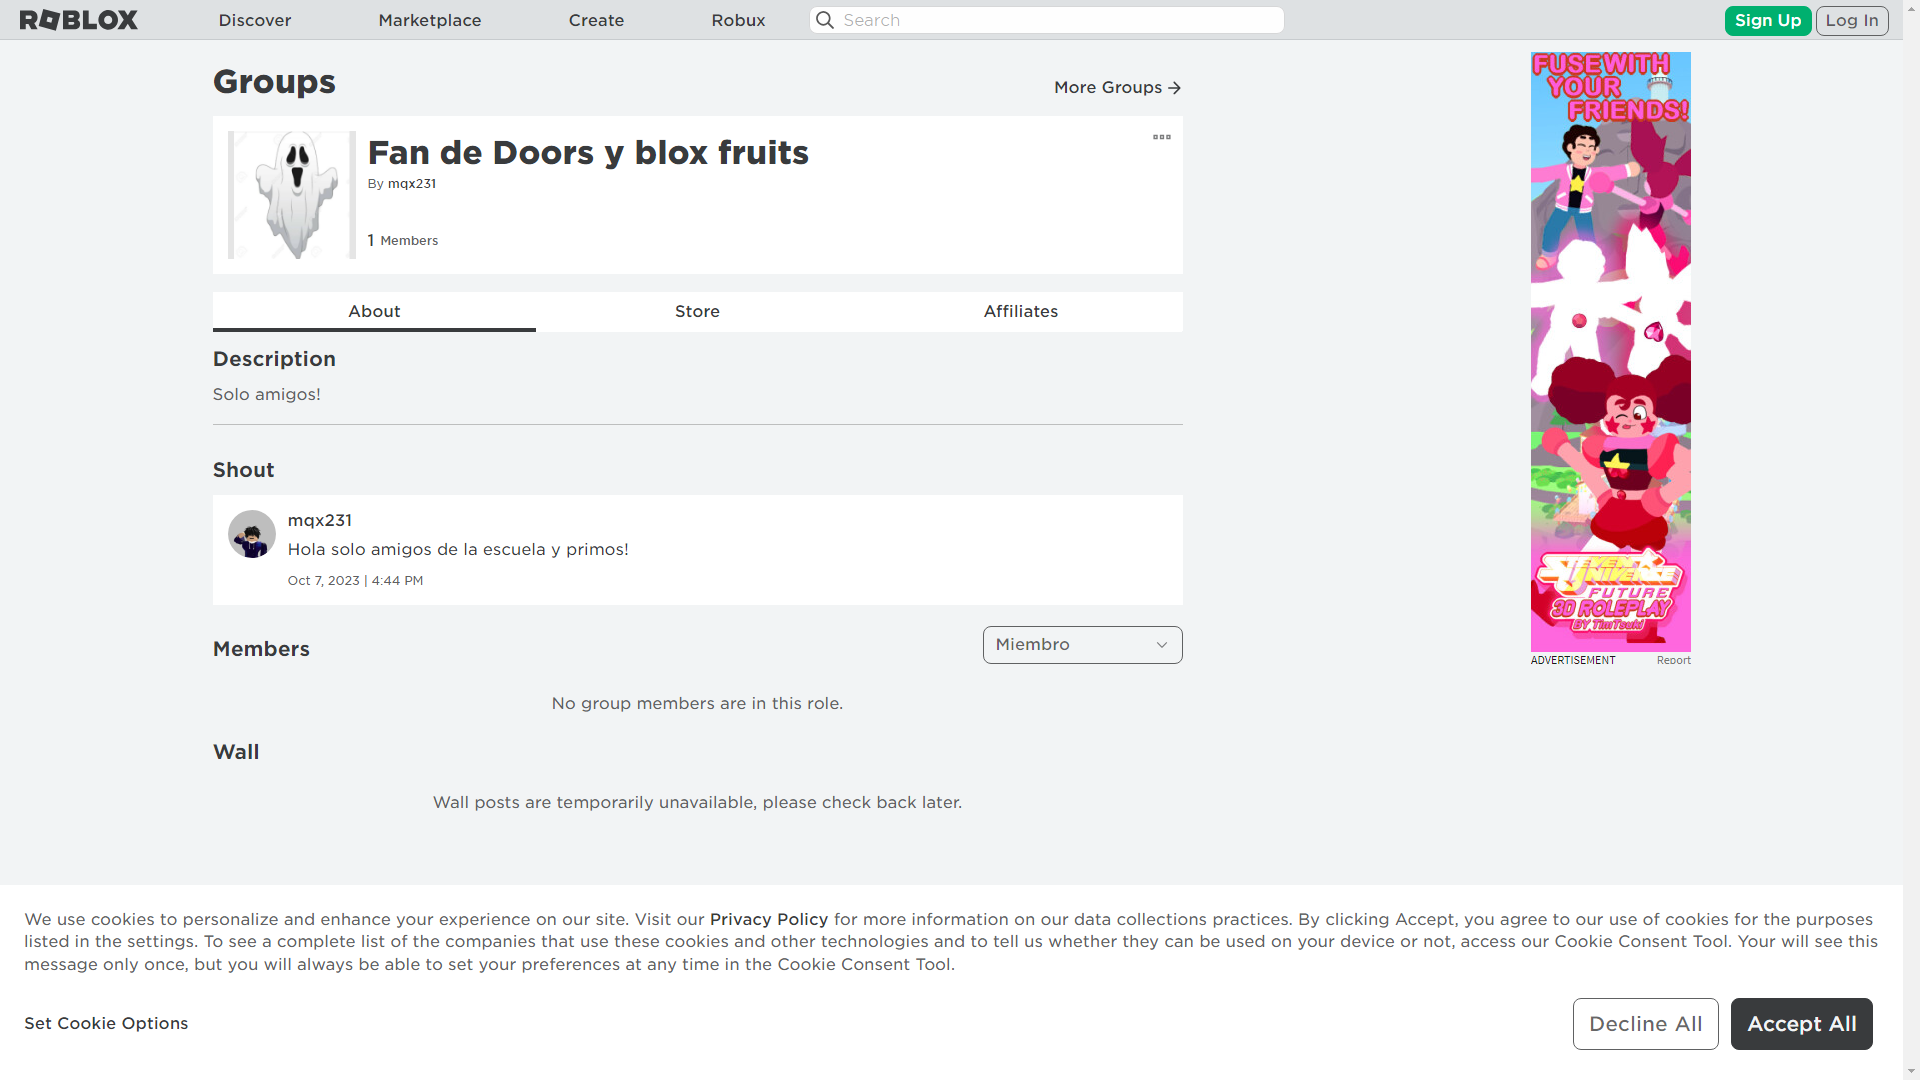 ROBLOX
Discover
Marketplace
Create
Robux
Search
Sign Up
Log In
Groups
More Groups
Fan de Doors y blox fruits
By mqx231
1 Members
About
Store
Affiliates
Description
Solo amigos!
Shout
mqx231
Hola solo amigos de la escuela y primos!
Oct 7, 2023 | 4:44 PM
Members
Miembro
No group members are in this role.
Wall
Wall posts are temporarily unavailable, please check back later.
FUSE WITH
YOUR
FRIENDS!
STEVEN
UNIVERSE
FUTURE
3D ROLEPLAY
BY TimTsuki
ADVERTISEMENT
Report
We use cookies to personalize and enhance your experience on our site. Visit our Privacy Policy for more information on our data collections practices. By clicking Accept, you agree to our use of cookies for the purposes
listed in the settings. To see a complete list of the companies that use these cookies and other technologies and to tell us whether they can be used on your device or not, access our Cookie Consent Tool. Your will see this
message only once, but you will always be able to set your preferences at any time in the Cookie Consent Tool.
Set Cookie Options
Decline All
Accept All